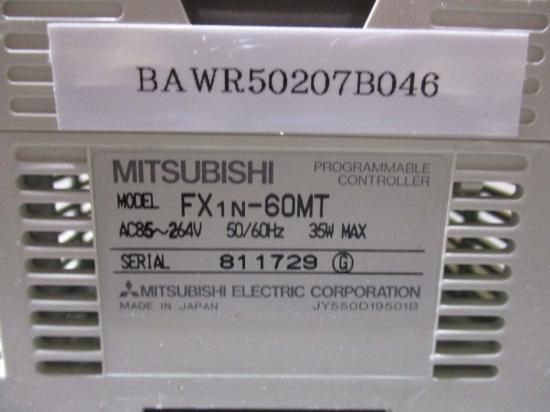 BAWR50207B046
MITSUBISHI PROGRAMMABLE CONTROLLER
MODEL FX1N-60MT
AC85~264V 50/60Hz 35W MAX
SERIAL 811729 G
MITSUBISHI ELECTRIC CORPORATION
MADE IN JAPAN JY550D19501B